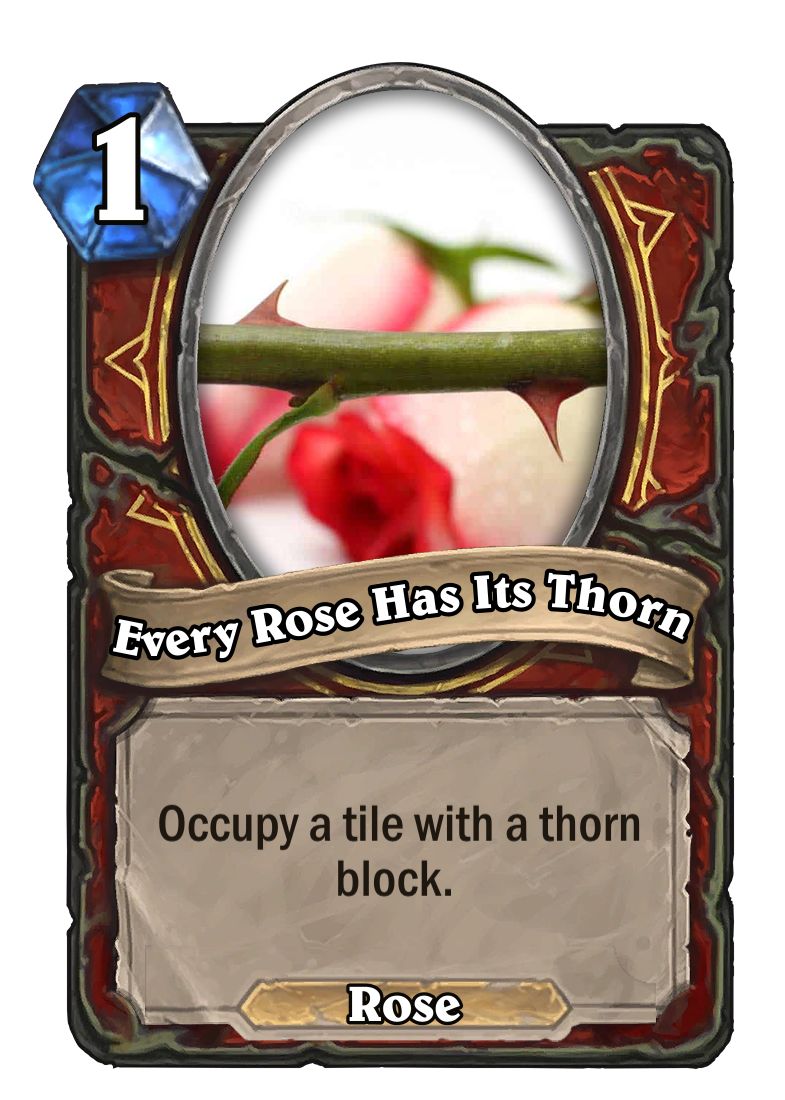 1
Every Rose Has Its Thorn
Occupy a tile with a thorn
block.
Rose